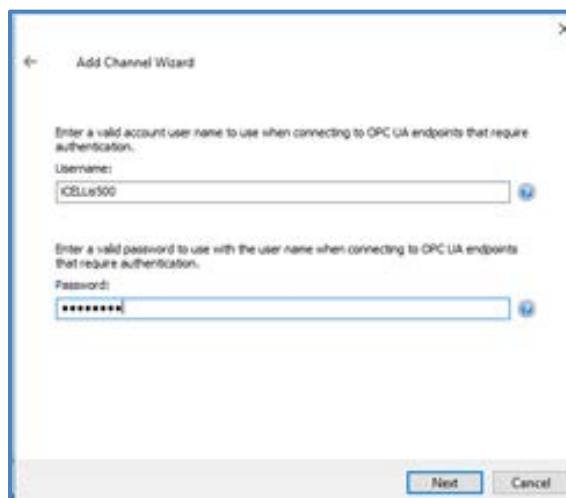 Add Channel Wizard
Enter a valid account user name to use when connecting to OPC UA endpoints that require
authentication.
Username:
iCELLis500
Enter a valid password to use with the user name when connecting to OPC UA endpoints
that require authentication.
Password:
••••••••
Next
Cancel